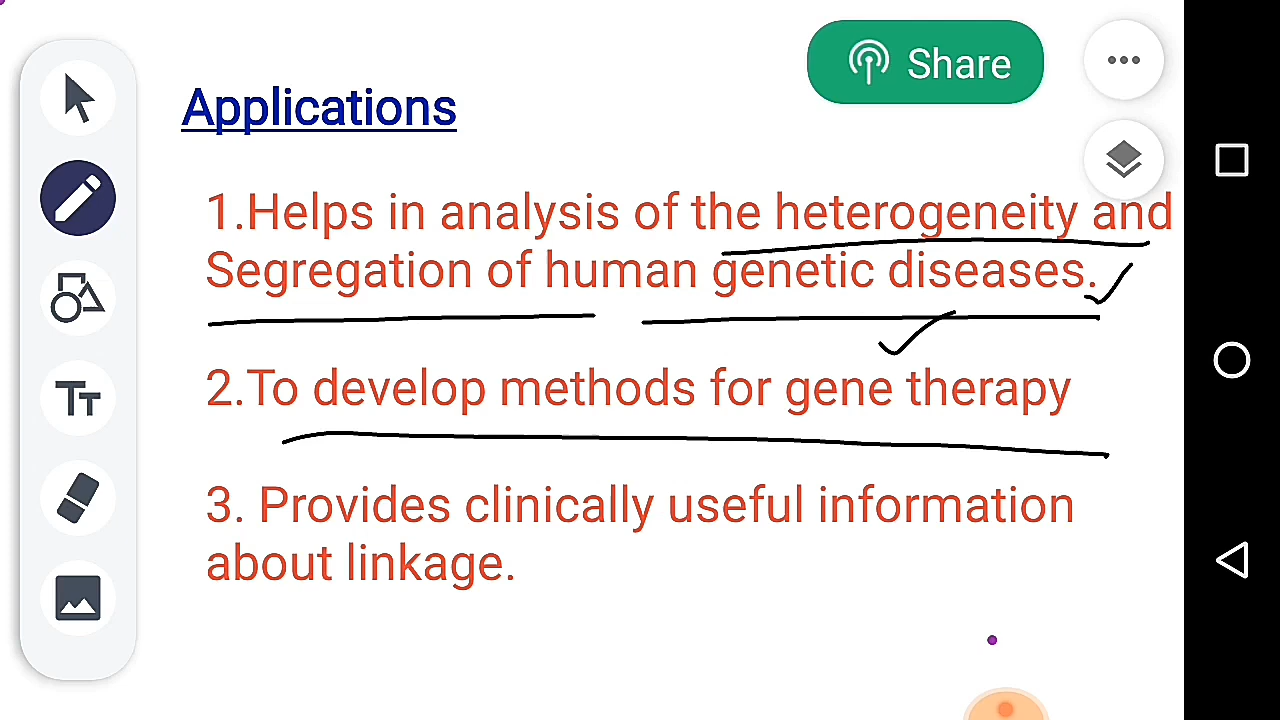 Share
Applications
1.Helps in analysis of the heterogeneity and
Segregation of human genetic diseases.
2.To develop methods for gene therapy
3. Provides clinically useful information
about linkage.
TT